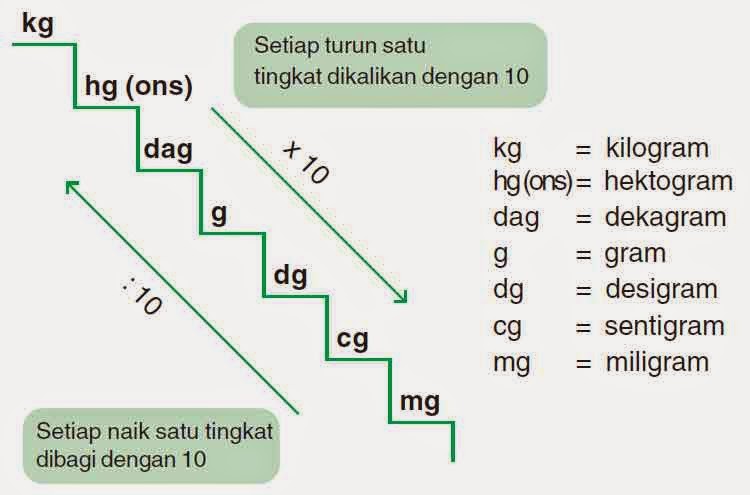 kg
hg (ons)
dag
g
dg
cg
mg
Setiap turun satu
tingkat dikalikan dengan 10
x 10
: 10
Setiap naik satu tingkat
dibagi dengan 10
kg = kilogram
hg (ons) = hektogram
dag = dekagram
g = gram
dg = desigram
cg = sentigram
mg = miligram